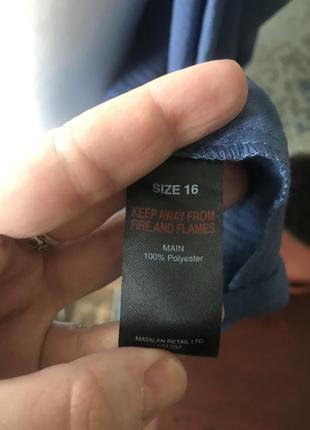 SIZE 16
KEEP AWAY FROM
FIRE AND FLAMES
MAIN
100% Polyester
MATALAN RETAIL LTD.